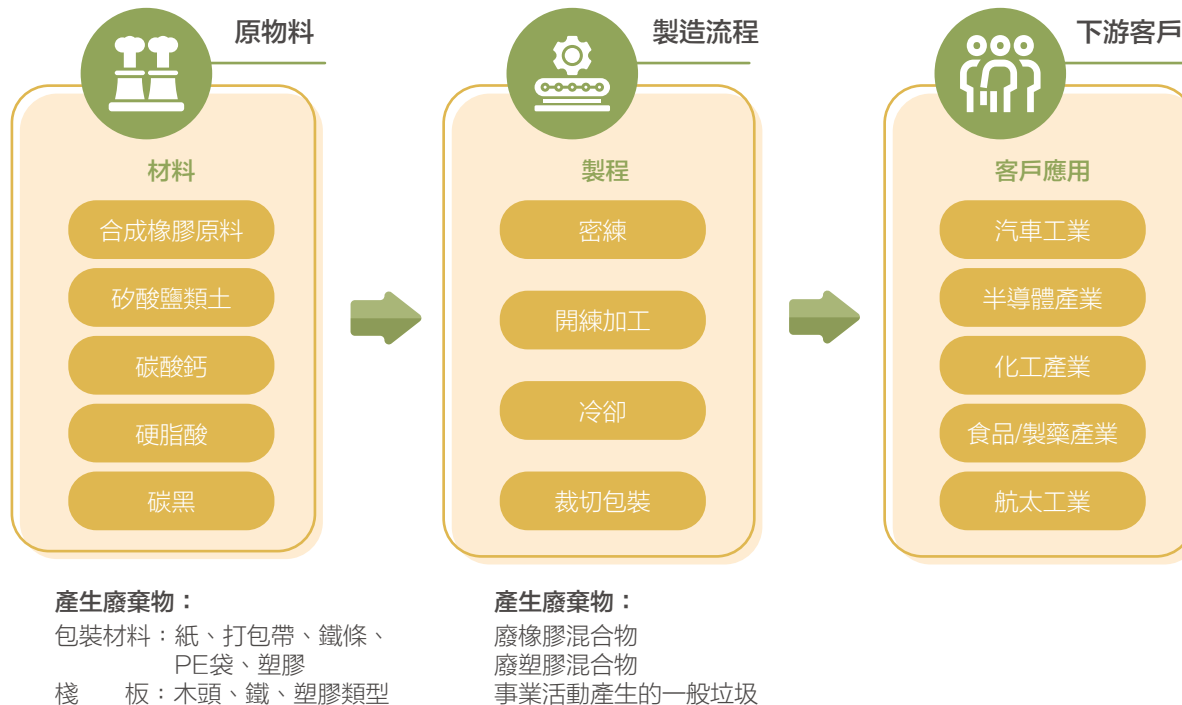 原物料
材料
合成橡膠原料
矽酸鹽類土
碳酸鈣
硬脂酸
碳黑
產生廢棄物：
包裝材料：紙、打包帶、鐵條、
PE袋、塑膠
棧　　板：木頭、鐵、塑膠類型
製造流程
製程
密練
開練加工
冷卻
裁切包裝
產生廢棄物：
廢橡膠混合物
廢塑膠混合物
事業活動產生的一般垃圾
下游客戶
客戶應用
汽車工業
半導體產業
化工產業
食品/製藥產業
航太工業